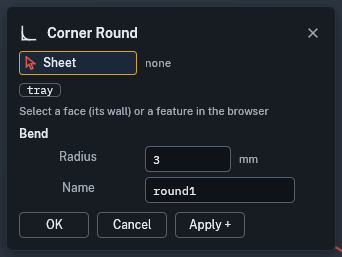 Corner Round
Sheet none
tray
Select a face (its wall) or a feature in the browser
Bend
Radius 3 mm
Name round1
OK Cancel Apply +